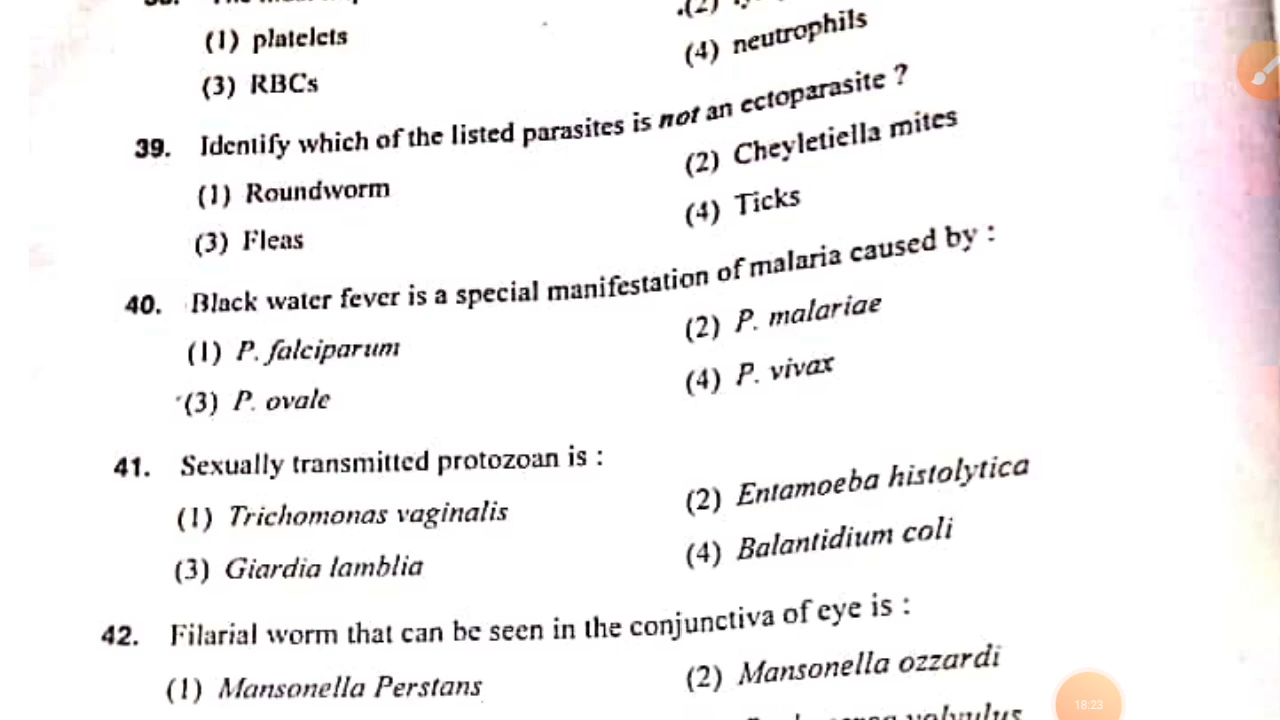 (1) platelets
(4) neutrophils
(3) RBCs
39. Identify which of the listed parasites is not an ectoparasite ?
(1) Roundworm (2) Cheyletiella mites
(3) Fleas (4) Ticks
40. Black water fever is a special manifestation of malaria caused by :
(1) P. falciparum (2) P. malariae
(3) P. ovale (4) P. vivax
41. Sexually transmitted protozoan is :
(1) Trichomonas vaginalis (2) Entamoeba histolytica
(3) Giardia lamblia (4) Balantidium coli
42. Filarial worm that can be seen in the conjunctiva of eye is :
(1) Mansonella Perstans (2) Mansonella ozzardi
volvulus
18:23